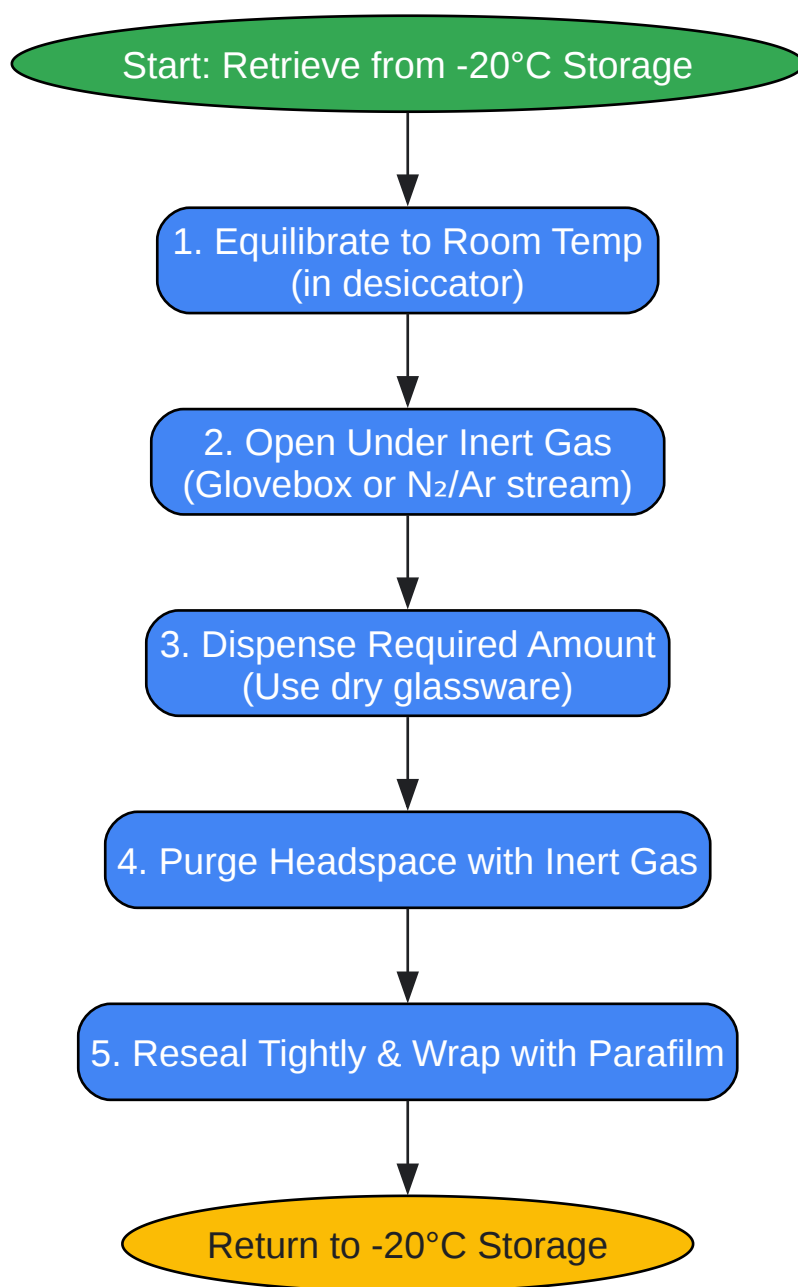 Start: Retrieve from -20°C Storage
1. Equilibrate to Room Temp
(in desiccator)
2. Open Under Inert Gas
(Glovebox or N₂/Ar stream)
3. Dispense Required Amount
(Use dry glassware)
4. Purge Headspace with Inert Gas
5. Reseal Tightly & Wrap with Parafilm
Return to -20°C Storage